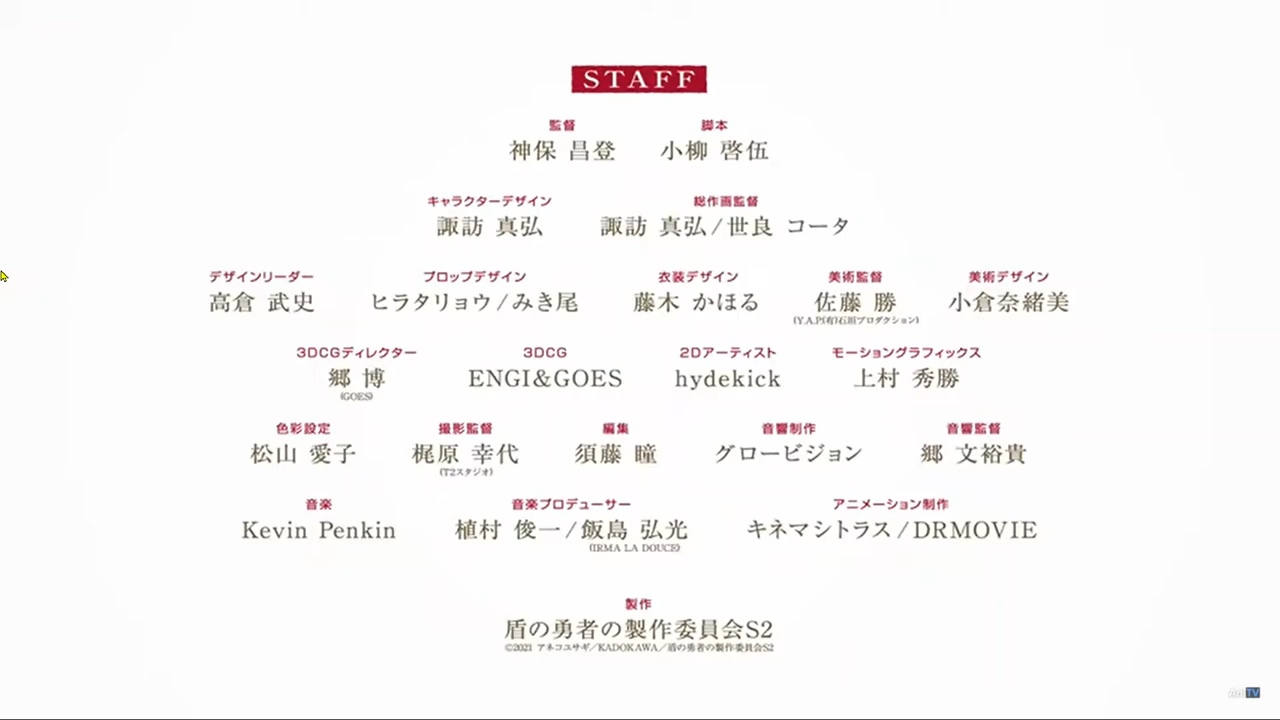 STAFF
監督 脚本
神保 昌登 小柳 啓伍
キャラクターデザイン 総作画監督
諏訪 真弘 諏訪 真弘/世良 コータ
デザインリーダー プロップデザイン 衣装デザイン 美術監督 美術デザイン
高倉 武史 ヒラタリョウ/みき尾 藤木 かほる 佐藤 勝 小倉奈緒美
(Y.A.P.(有)石垣プロダクション)
3DCGディレクター 3DCG 2Dアーティスト モーショングラフィックス
郷 博 ENGI&GOES hydekick 上村 秀勝
(GOES)
色彩設定 撮影監督 編集 音響制作 音響監督
松山 愛子 梶原 幸代 須藤 瞳 グロービジョン 郷 文裕貴
(T2スタジオ)
音楽 音楽プロデューサー アニメーション制作
Kevin Penkin 植村 俊一/飯島 弘光 キネマシトラス/DRMOVIE
(IRMA LA DOUCE)
製作
盾の勇者の製作委員会S2
©2021 アネコユサギ/KADOKAWA/盾の勇者の製作委員会S2
AniTV